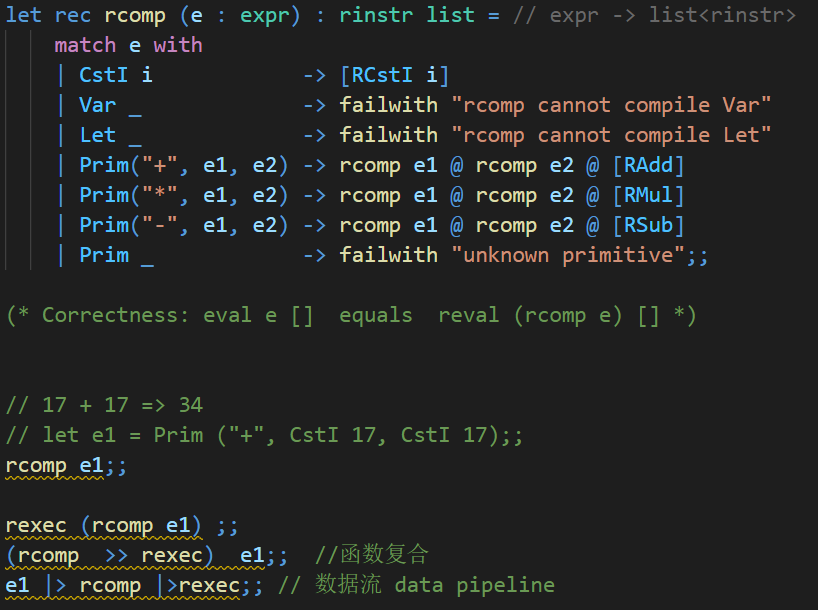 let rec rcomp (e : expr) : rinstr list = // expr -> list<rinstr>
match e with
| CstI i -> [RCstI i]
| Var _ -> failwith "rcomp cannot compile Var"
| Let _ -> failwith "rcomp cannot compile Let"
| Prim("+", e1, e2) -> rcomp e1 @ rcomp e2 @ [RAdd]
| Prim("*", e1, e2) -> rcomp e1 @ rcomp e2 @ [RMul]
| Prim("-", e1, e2) -> rcomp e1 @ rcomp e2 @ [RSub]
| Prim _ -> failwith "unknown primitive";;
(* Correctness: eval e [] equals reval (rcomp e) [] *)
// 17 + 17 => 34
// let e1 = Prim ("+", CstI 17, CstI 17);;
rcomp e1;;
rexec (rcomp e1) ;;
(rcomp >> rexec) e1;; //函数复合
e1 |> rcomp |>rexec;; // 数据流 data pipeline